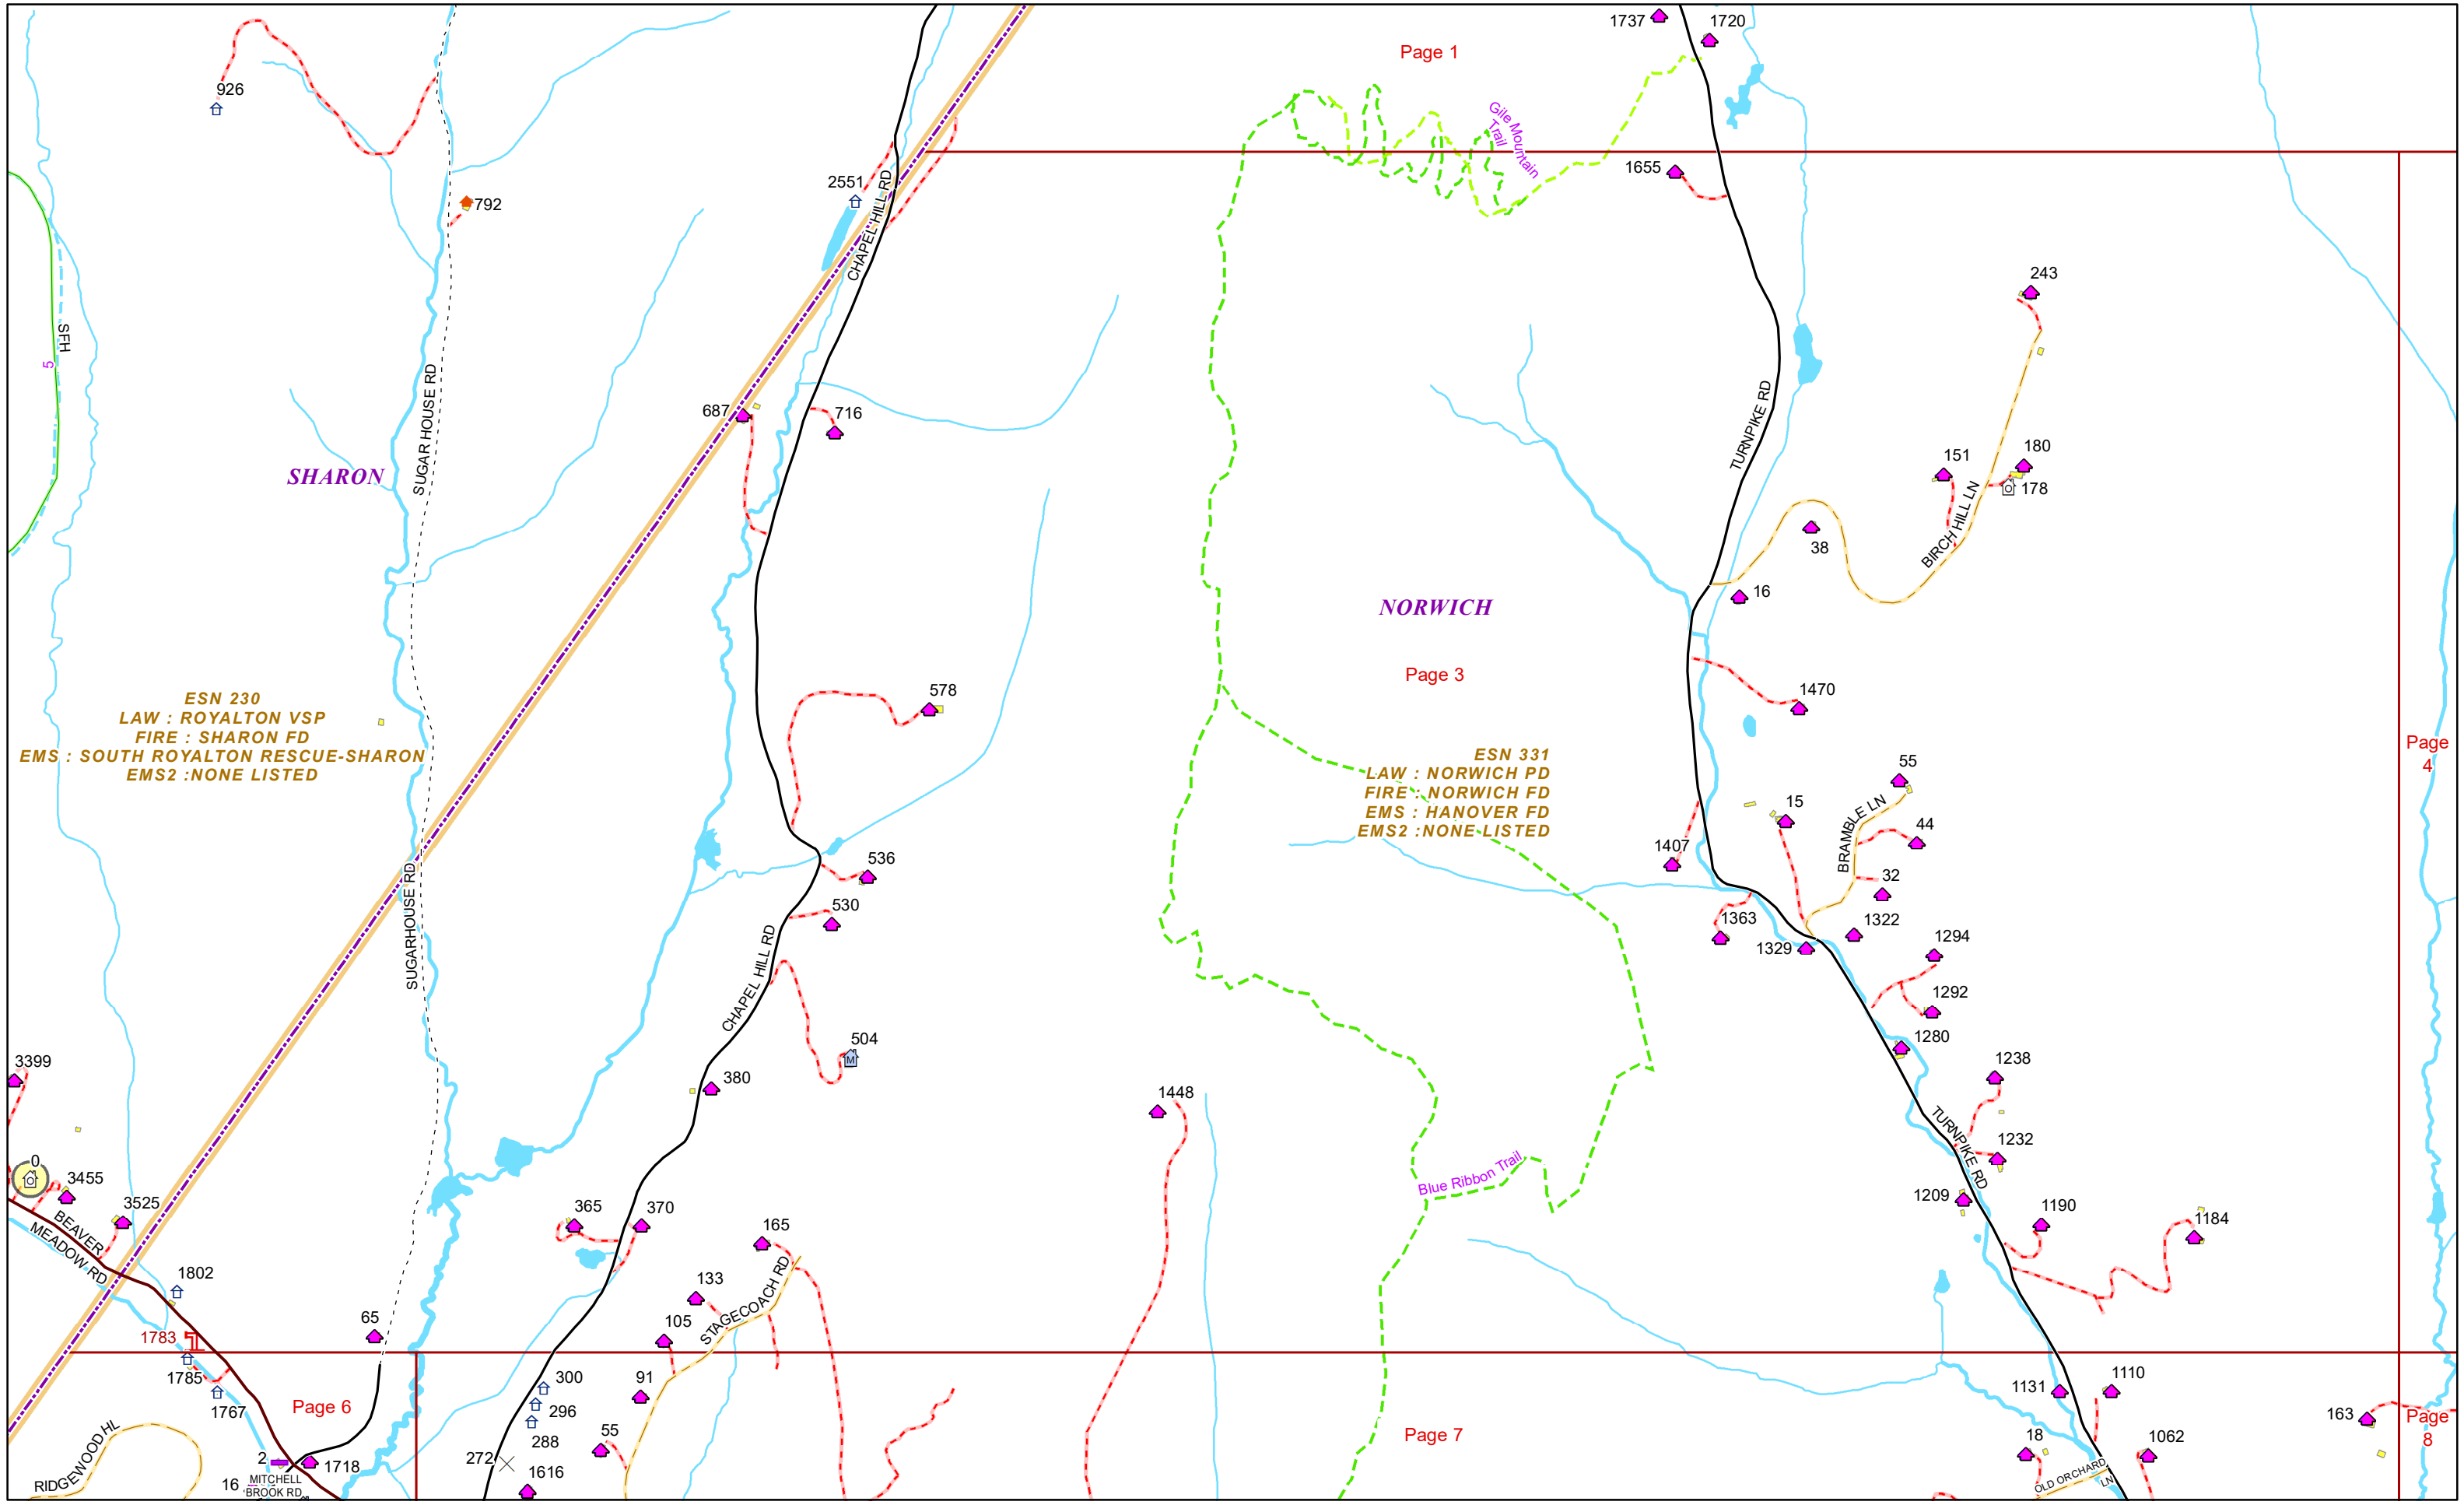 1737
1720
Page 1
926
Gile Mountain
Trail
2551
1655
792
CHAPEL HILL RD
243
SFH
5
SUGAR HOUSE RD
TURNPIKE RD
687
716
SHARON
151
180
178
BIRCH HILL LN
38
16
NORWICH
Page 3
578
1470
ESN 230
LAW : ROYALTON VSP
FIRE : SHARON FD
EMS : SOUTH ROYALTON RESCUE-SHARON
EMS2 :NONE LISTED
ESN 331
LAW : NORWICH PD
FIRE : NORWICH FD
EMS : HANOVER FD
EMS2 :NONE LISTED
Page
4
55
15
BRAMBLE LN
44
1407
32
536
530
SUGARHOUSE RD
CHAPEL HILL RD
1363
1329
1322
1294
1292
504
M
1280
3399
380
1238
1448
TURNPIKE RD
1232
0
O
3455
3525
BEAVER
MEADOW RD
Blue Ribbon Trail
1209
1190
1184
365
370
165
133
STAGECOACH RD
105
1802
65
1783
1785
1767
Page 6
300
296
288
272
91
55
1616
Page 7
1131
1110
163
Page
8
18
1062
OLD ORCHARD
LN
RIDGEWOOD HL
2
1718
MITCHELL
BROOK RD
16